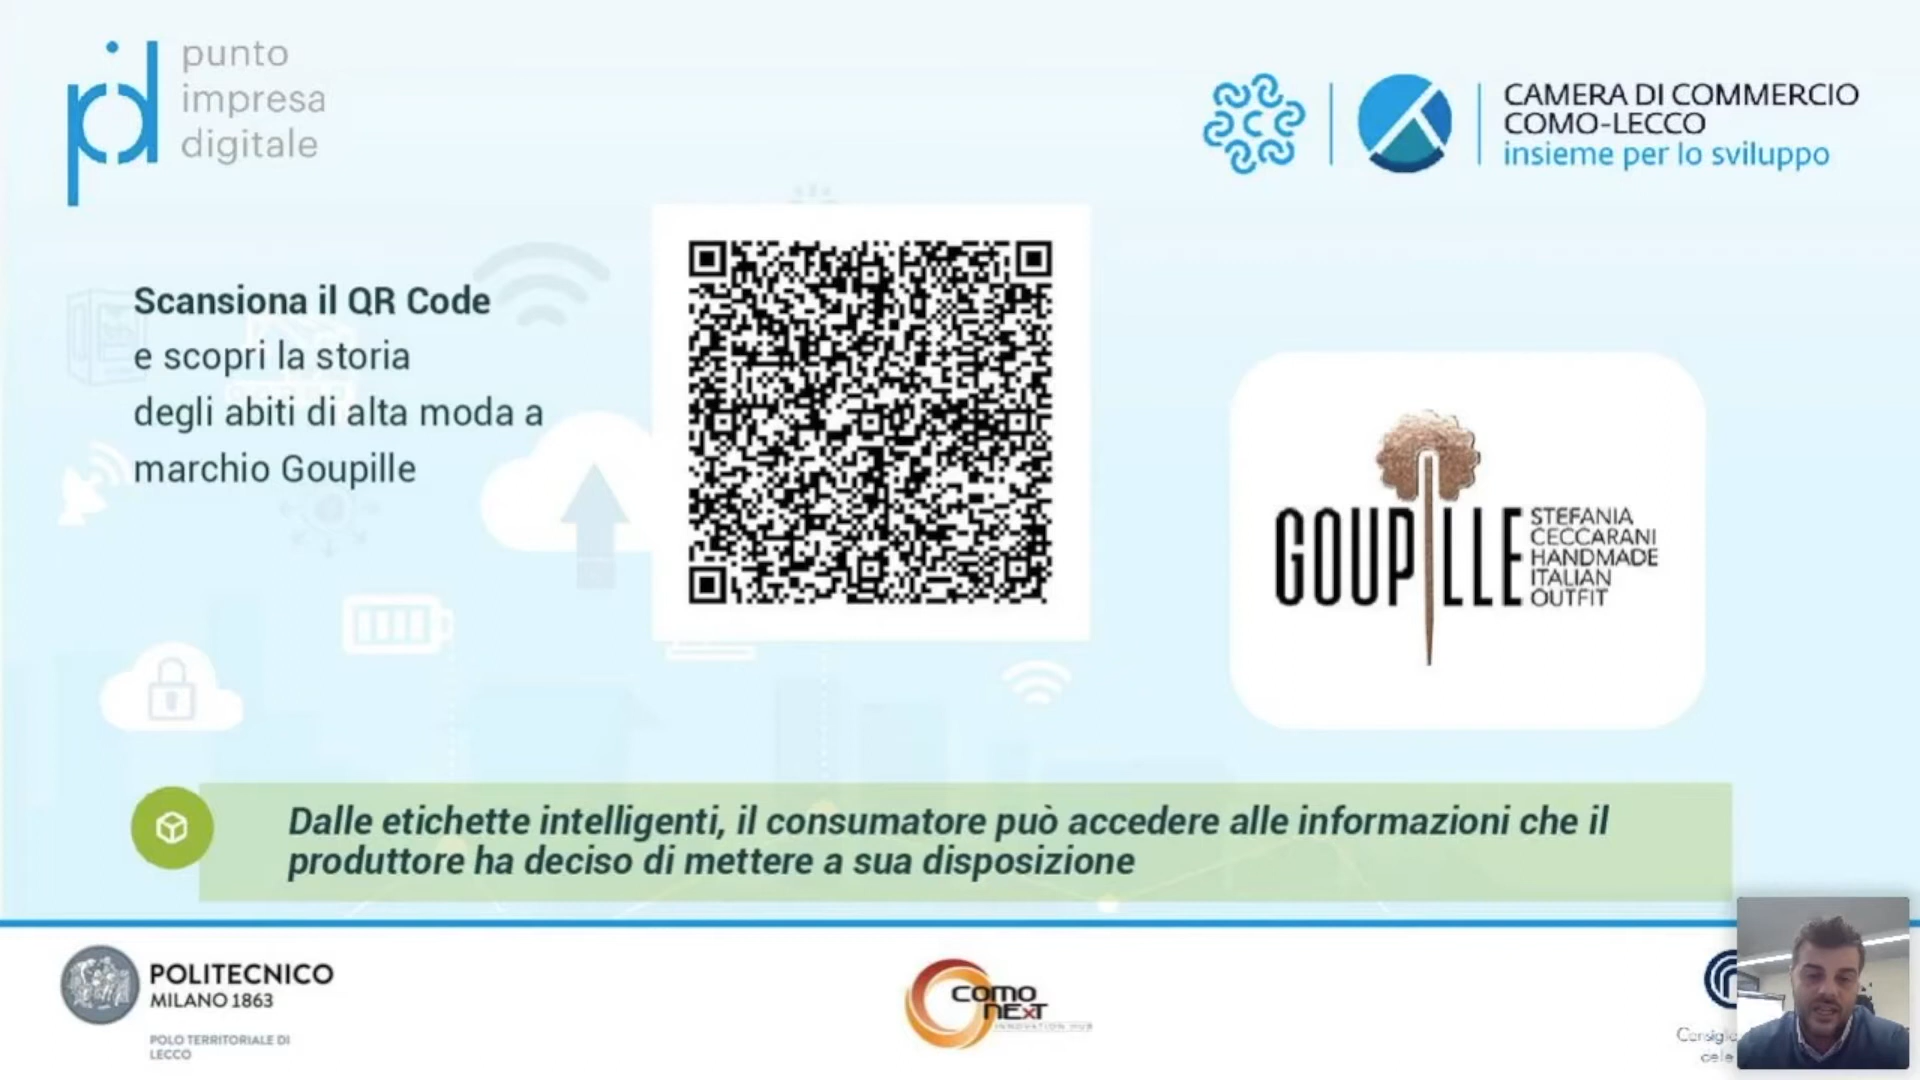 punto
impresa
digitale
CAMERA DI COMMERCIO
COMO-LECCO
insieme per lo sviluppo
Scansiona il QR Code
e scopri la storia
degli abiti di alta moda a
marchio Goupille
GOUPILLE
STEFANIA
CECCARANI
HANDMADE
ITALIAN
OUTFIT
Dalle etichette intelligenti, il consumatore può accedere alle informazioni che il
produttore ha deciso di mettere a sua disposizione
POLITECNICO
MILANO 1863
POLO TERRITORIALE DI
LECCO
COMO
NExT
INNOVATION HUB